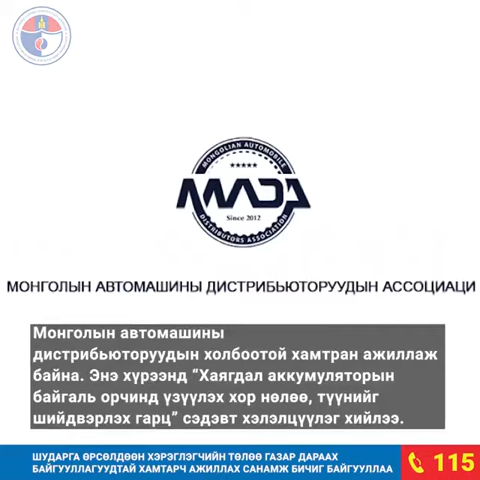 MONGOLIAN AUTOMOBILE
MADA
Since 2012
DISTRIBUTORS ASSOCIATION
МОНГОЛЫН АВТОМАШИНЫ ДИСТРИБЬЮТОРУУДЫН АССОЦИАЦИ
Монголын автомашины
дистрибьюторуудын холбоотой хамтран ажиллаж
байна. Энэ хүрээнд “Хаягдал аккумуляторын
байгаль орчинд үзүүлэх хор нөлөө, түүнийг
шийдвэрлэх гарц” сэдэвт хэлэлцүүлэг хийлээ.
ШУДАРГА ӨРСӨЛДӨӨН ХЭРЭГЛЭГЧИЙН ТӨЛӨӨ ГАЗАР ДАРААХ
БАЙГУУЛЛАГУУДТАЙ ХАМТАРЧ АЖИЛЛАХ САНАМЖ БИЧИГ БАЙГУУЛЛАА
115